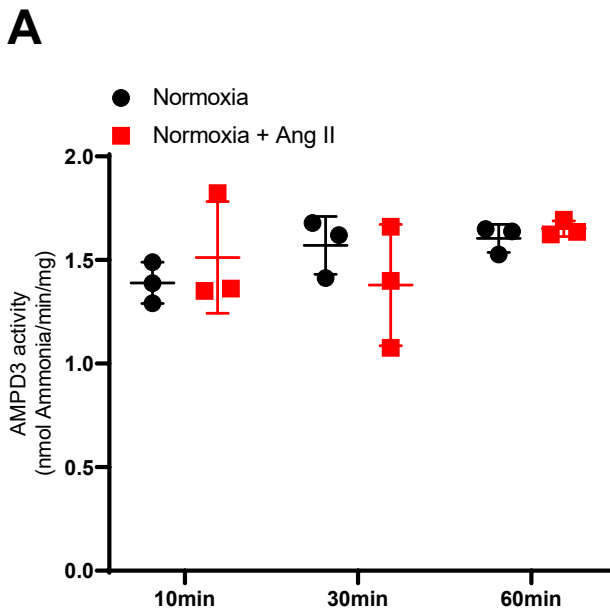 A
Normoxia
Normoxia + Ang II
2.0
1.5
1.0
0.5
0.0
AMPD3 activity
(nmol Ammonia/min/mg)
10min
30min
60min